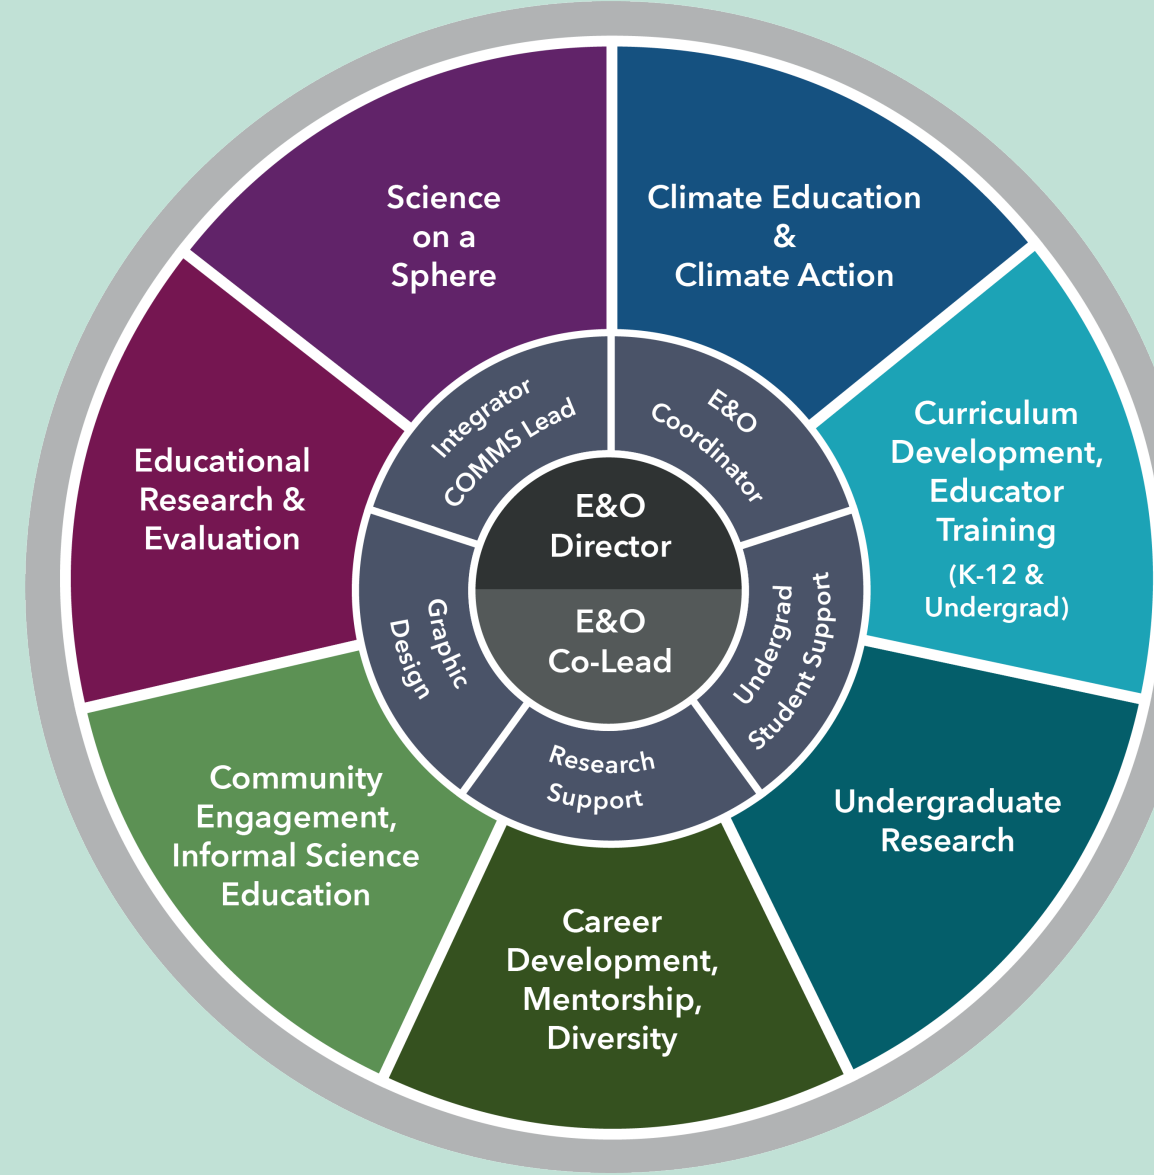 Science
on a
Sphere
Climate Education
&
Climate Action
Curriculum
Development,
Educator
Training
(K-12 &
Undergrad)
Undergraduate
Research
Career
Development,
Mentorship,
Diversity
Community
Engagement,
Informal Science
Education
Educational
Research &
Evaluation
Integrator
COMMS Lead
E&O
Coordinator
Undergrad
Student Support
Research
Support
Graphic
Design
E&O
Director
E&O
Co-Lead